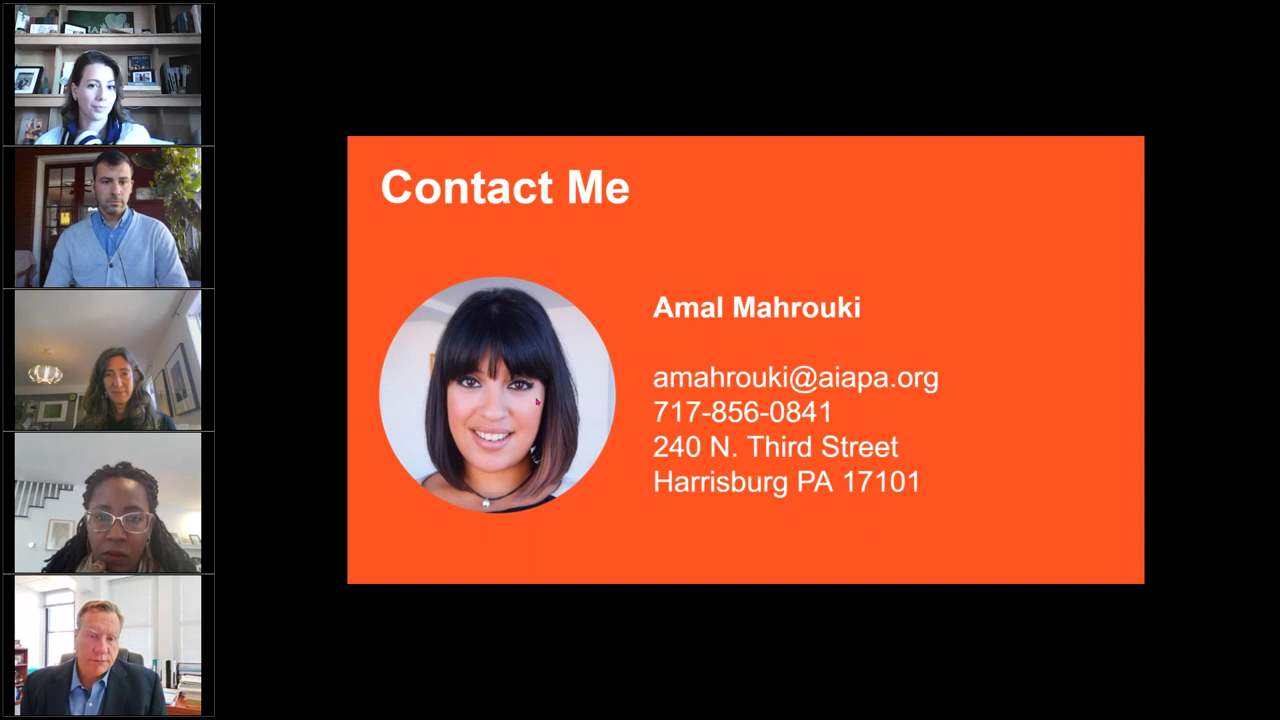 Contact Me
Amal Mahrouki
amahrouki@aiapa.org
717-856-0841
240 N. Third Street
Harrisburg PA 17101